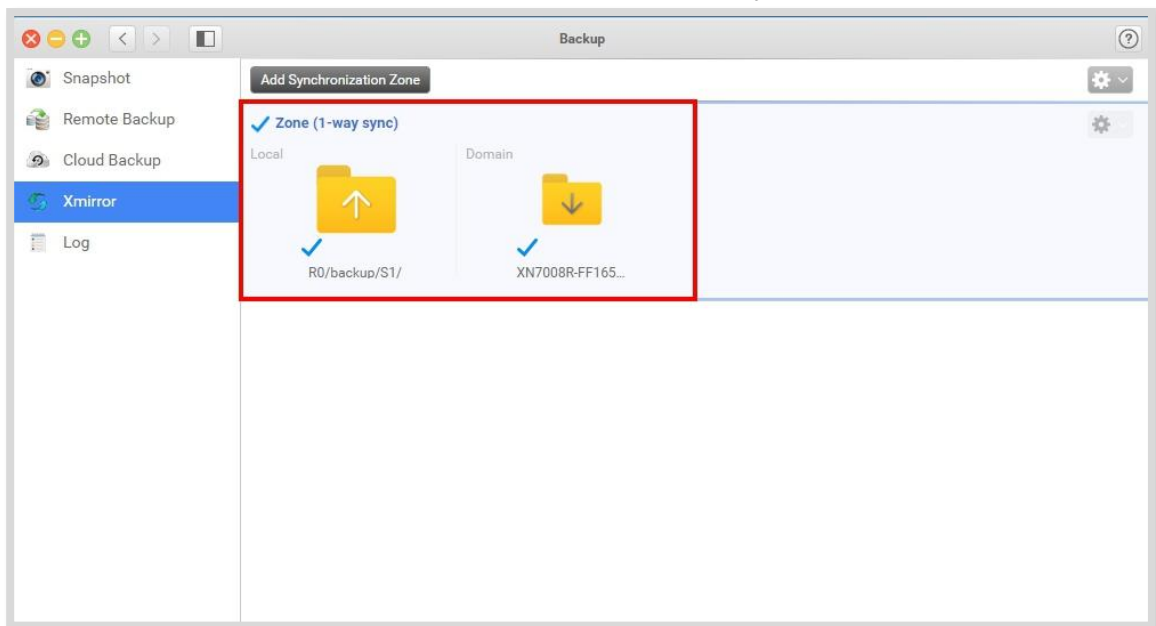 Backup
Snapshot
Remote Backup
Cloud Backup
Xmirror
Log
Add Synchronization Zone
Zone (1-way sync)
Local
Domain
R0/backup/S1/
XN7008R-FF165...